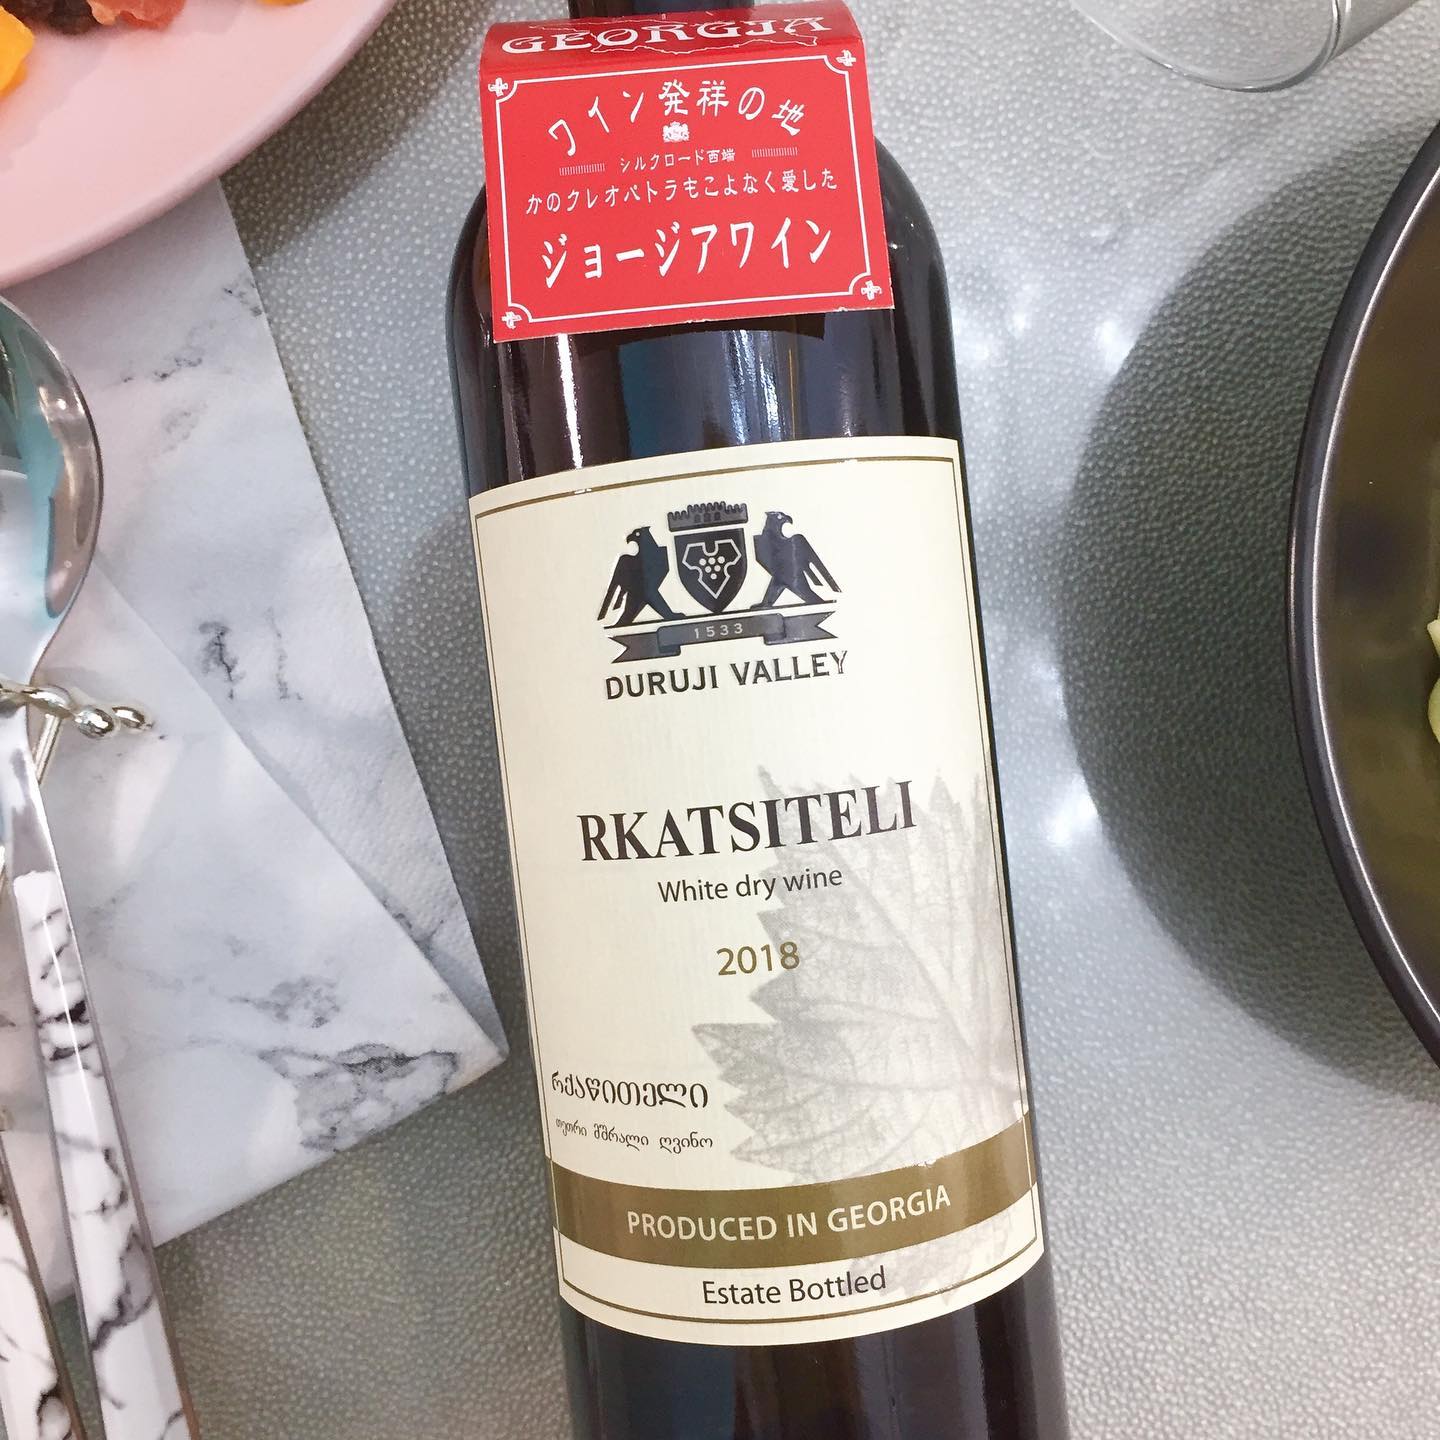 GEORGIA
ワイン発祥の地
シルクロード西端
かのクレオパトラもこよなく愛した
ジョージアワイン
1533
DURUJI VALLEY
RKATSITELI
White dry wine
2018
რქაწითელი
თეთრი მშრალი ღვინო
PRODUCED IN GEORGIA
Estate Bottled